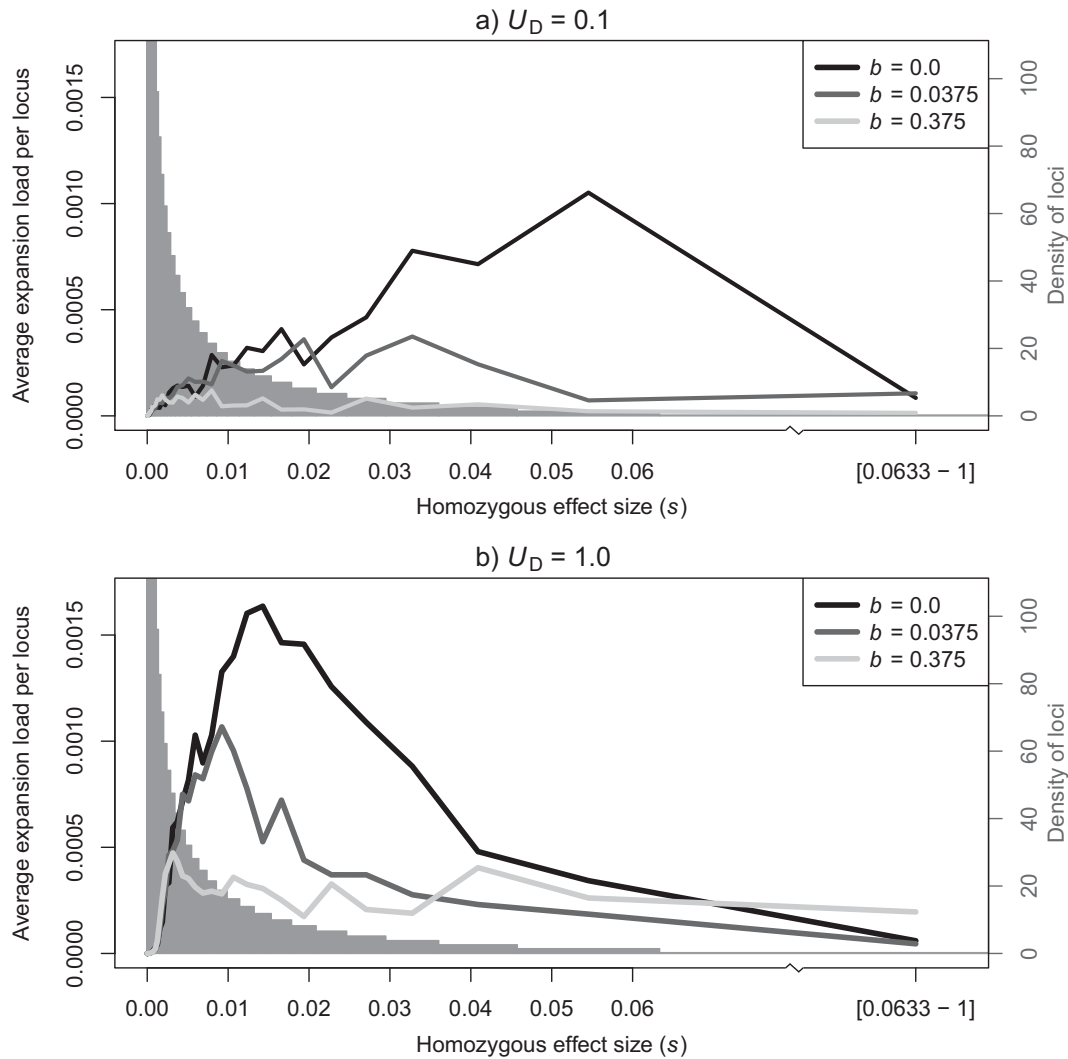 a) U_D = 0.1
Average expansion load per locus
0.0000 0.0005 0.0010 0.0015
b = 0.0
b = 0.0375
b = 0.375
0 20 40 60 80 100
Density of loci
0.00 0.01 0.02 0.03 0.04 0.05 0.06 [0.0633 − 1]
Homozygous effect size (s)
b) U_D = 1.0
Average expansion load per locus
0.0000 0.0005 0.0010 0.0015
b = 0.0
b = 0.0375
b = 0.375
0 20 40 60 80 100
Density of loci
0.00 0.01 0.02 0.03 0.04 0.05 0.06 [0.0633 − 1]
Homozygous effect size (s)